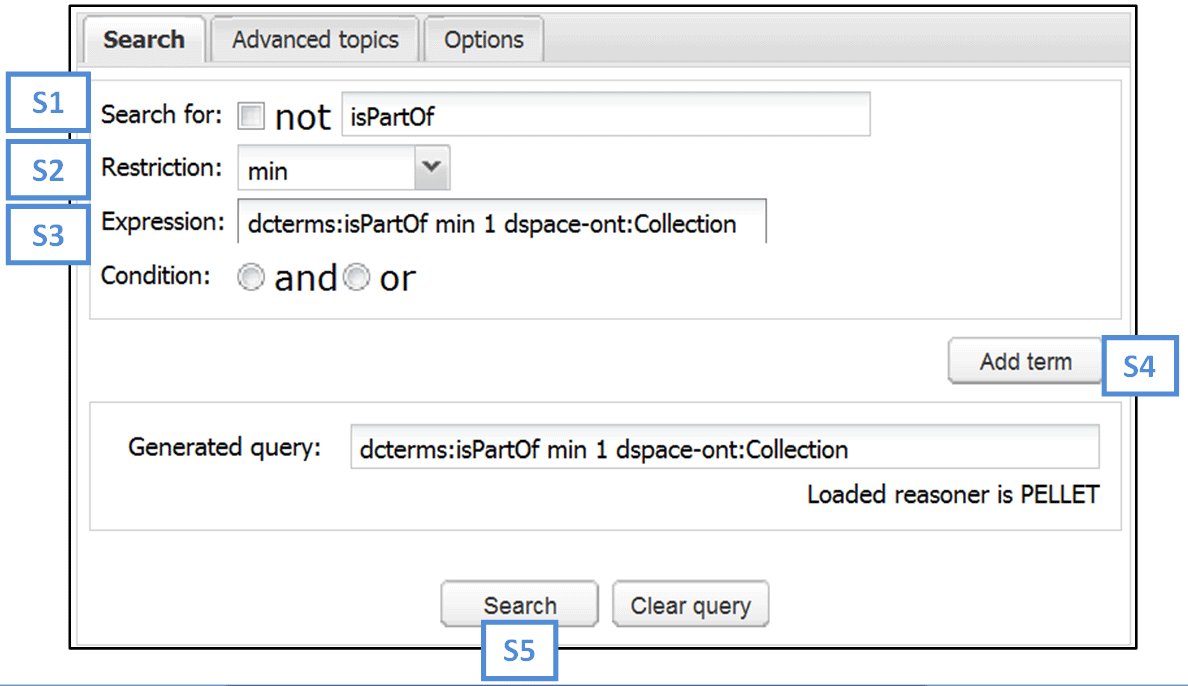 Search Advanced topics Options
S1 Search for: not isPartOf
S2 Restriction: min
S3 Expression: dcterms:isPartOf min 1 dspace-ont:Collection
Condition: and or
Add term S4
Generated query: dcterms:isPartOf min 1 dspace-ont:Collection
Loaded reasoner is PELLET
Search Clear query
S5